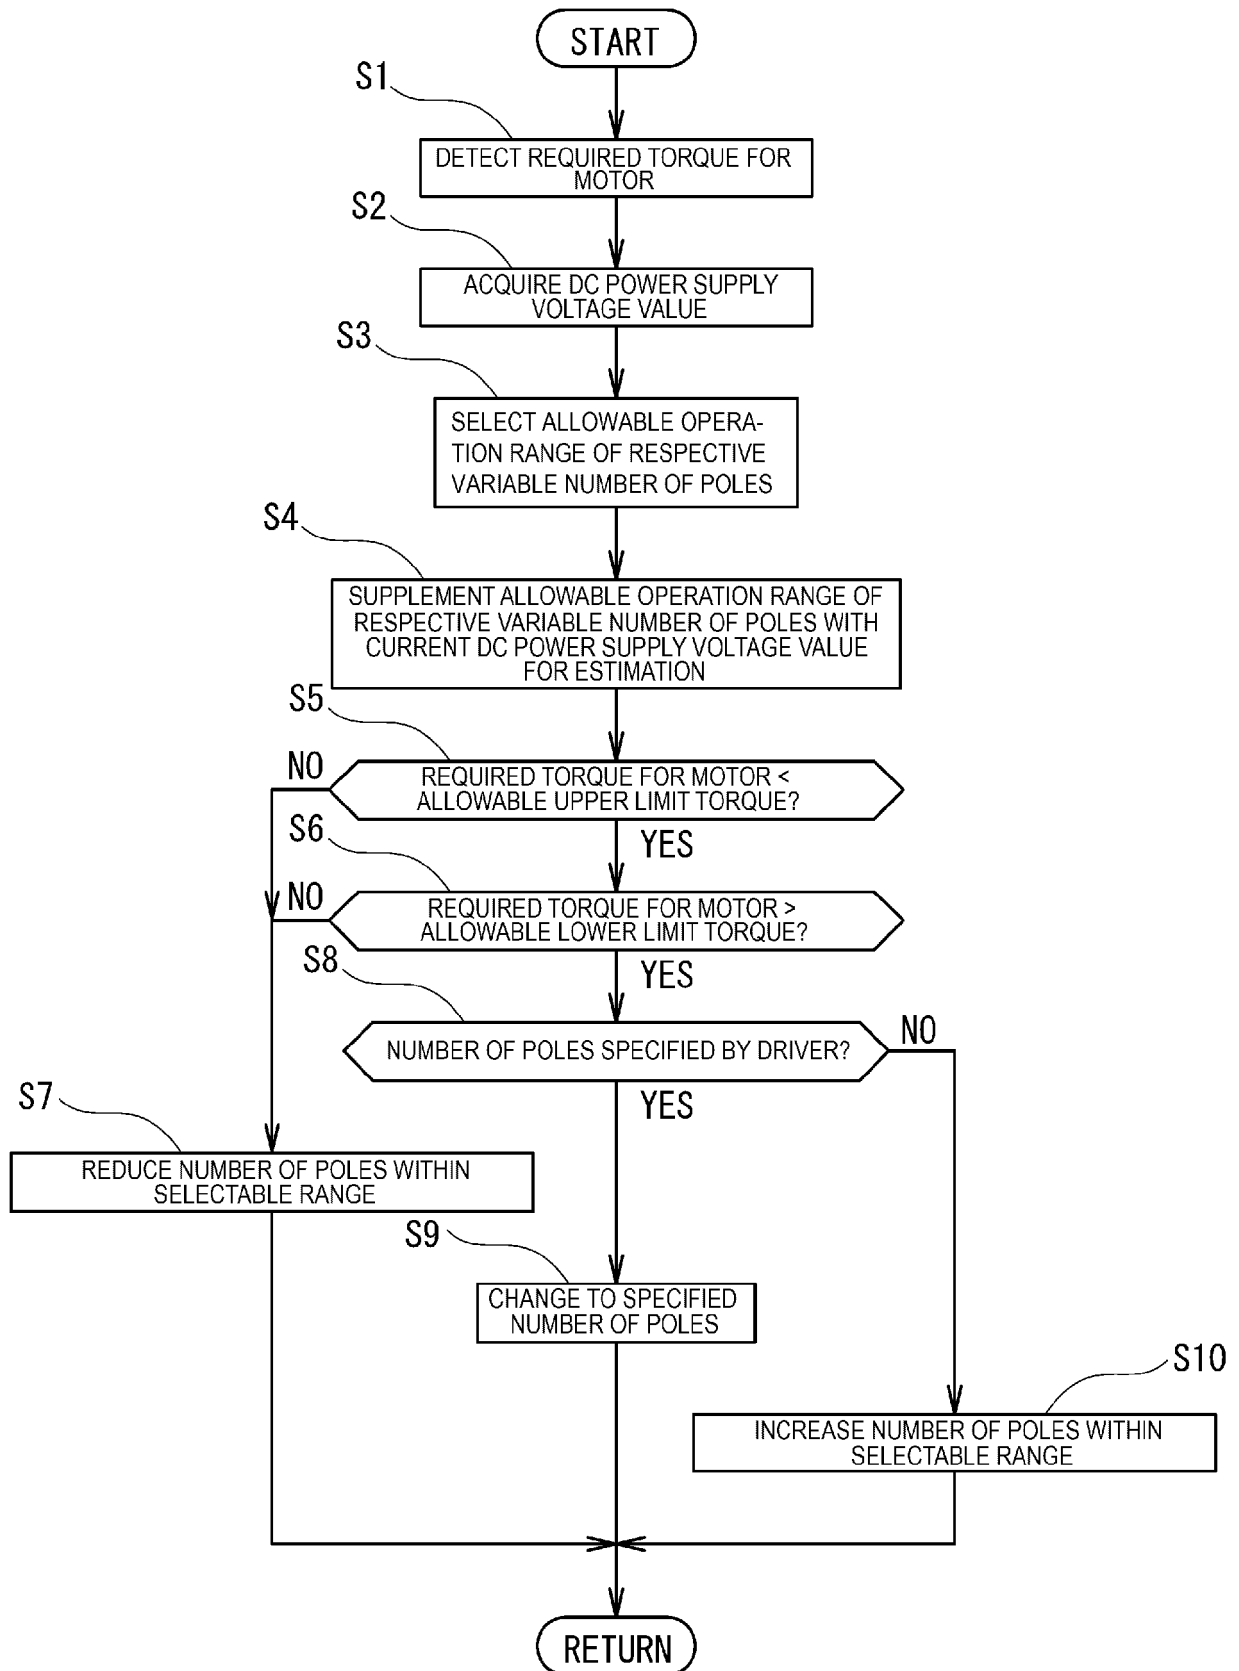 START
S1
DETECT REQUIRED TORQUE FOR
MOTOR
S2
ACQUIRE DC POWER SUPPLY
VOLTAGE VALUE
S3
SELECT ALLOWABLE OPERA-
TION RANGE OF RESPECTIVE
VARIABLE NUMBER OF POLES
S4
SUPPLEMENT ALLOWABLE OPERATION RANGE OF
RESPECTIVE VARIABLE NUMBER OF POLES WITH
CURRENT DC POWER SUPPLY VOLTAGE VALUE
FOR ESTIMATION
S5
NO
REQUIRED TORQUE FOR MOTOR <
ALLOWABLE UPPER LIMIT TORQUE?
YES
S6
NO
REQUIRED TORQUE FOR MOTOR >
ALLOWABLE LOWER LIMIT TORQUE?
YES
S8
NUMBER OF POLES SPECIFIED BY DRIVER?
NO
YES
S7
REDUCE NUMBER OF POLES WITHIN
SELECTABLE RANGE
S9
CHANGE TO SPECIFIED
NUMBER OF POLES
S10
INCREASE NUMBER OF POLES WITHIN
SELECTABLE RANGE
RETURN